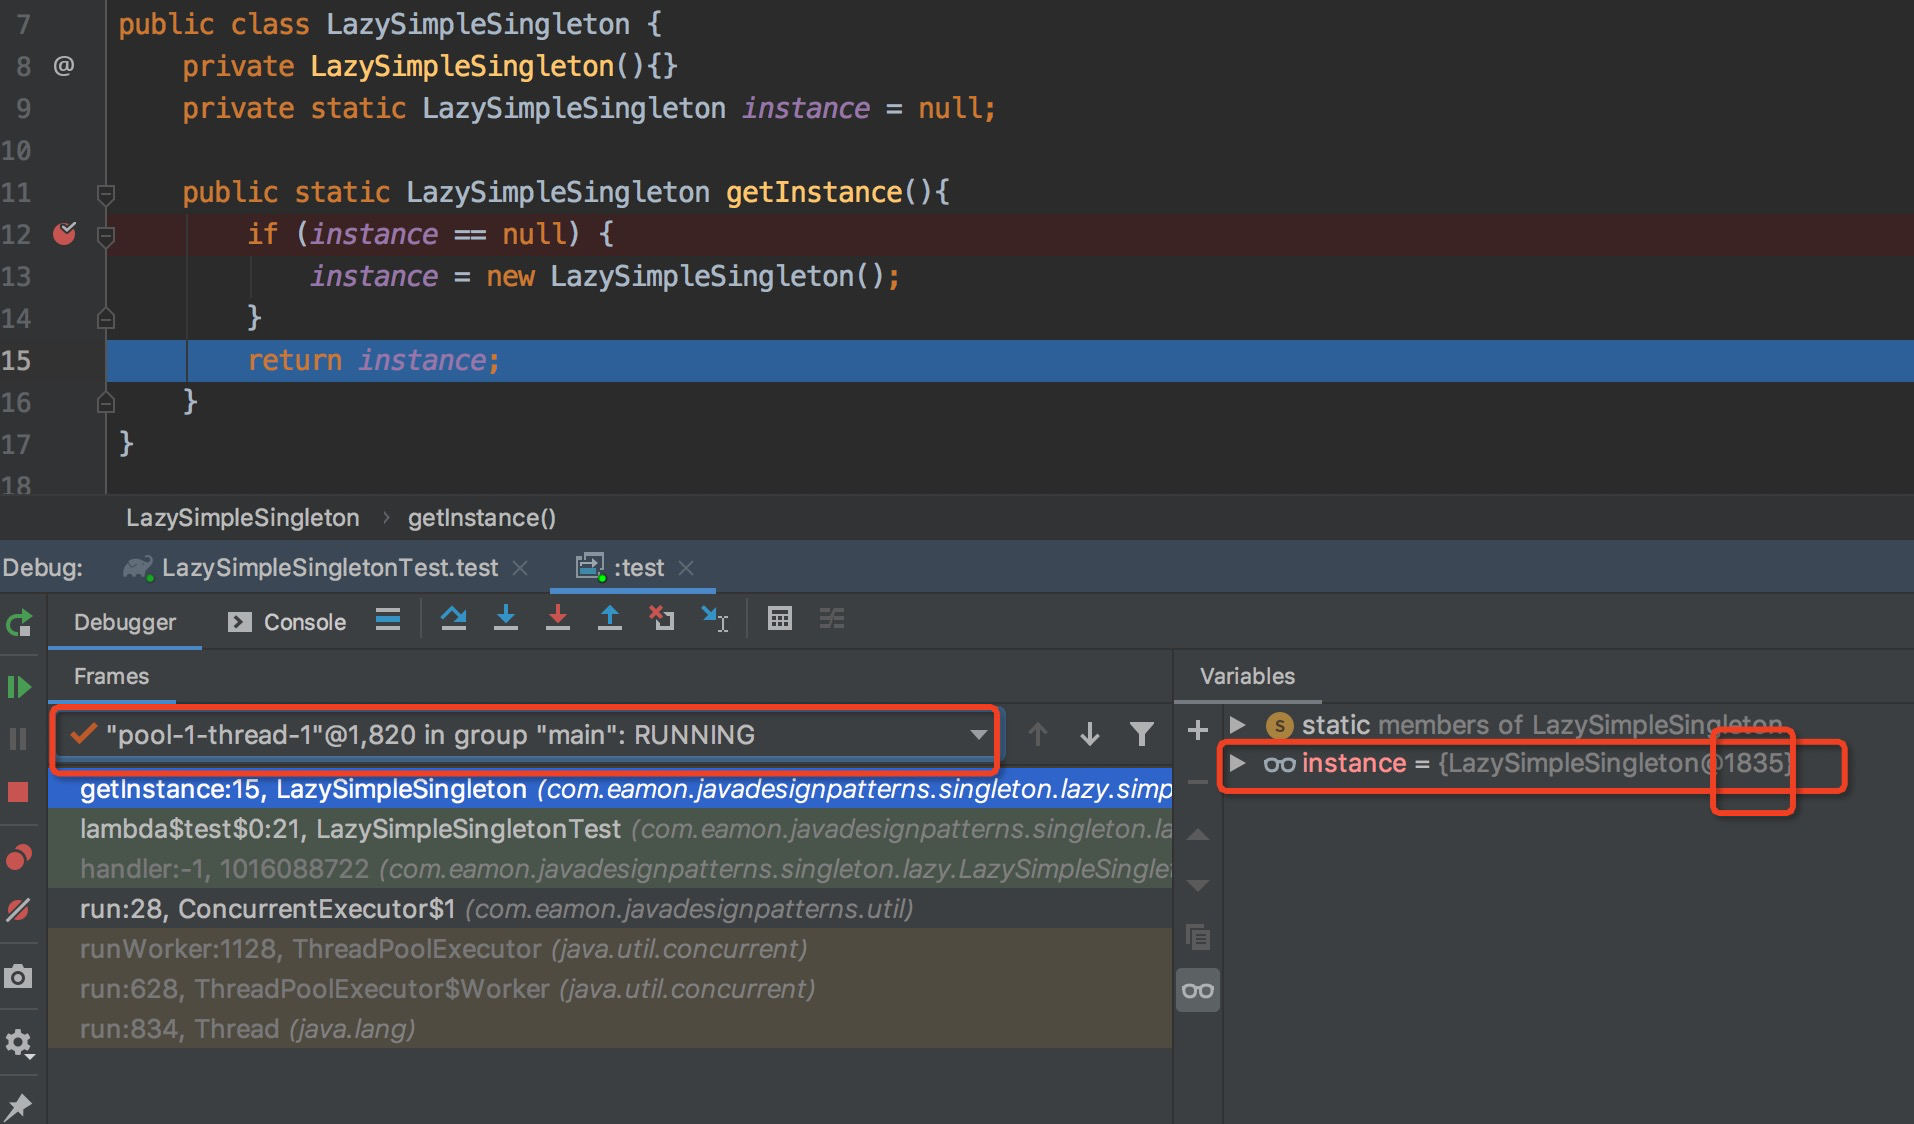 7 public class LazySimpleSingleton {
8 @ private LazySimpleSingleton(){}
9 private static LazySimpleSingleton instance = null;
10
11 public static LazySimpleSingleton getInstance(){
12 if (instance == null) {
13 instance = new LazySimpleSingleton();
14 }
15 return instance;
16 }
17 }
18
LazySimpleSingleton › getInstance()
Debug: LazySimpleSingletonTest.test × :test ×
Debugger Console
Frames
"pool-1-thread-1"@1,820 in group "main": RUNNING
getInstance:15, LazySimpleSingleton (com.eamon.javadesignpatterns.singleton.lazy.simp
lambda$test$0:21, LazySimpleSingletonTest (com.eamon.javadesignpatterns.singleton.la
handler:-1, 1016088722 (com.eamon.javadesignpatterns.singleton.lazy.LazySimpleSingle
run:28, ConcurrentExecutor$1 (com.eamon.javadesignpatterns.util)
runWorker:1128, ThreadPoolExecutor (java.util.concurrent)
run:628, ThreadPoolExecutor$Worker (java.util.concurrent)
run:834, Thread (java.lang)
Variables
S static members of LazySimpleSingleton
instance = {LazySimpleSingleton@1835}